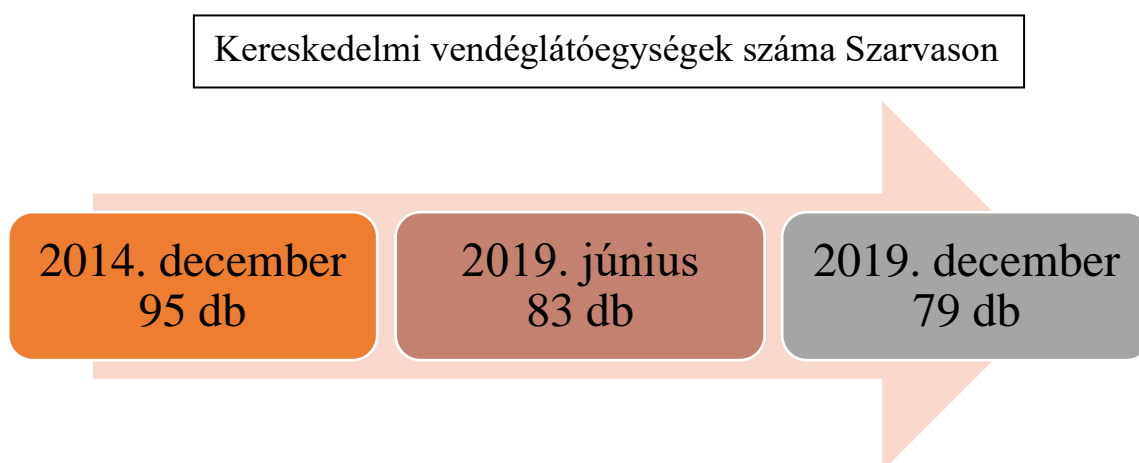 Kereskedelmi vendéglátóegységek száma Szarvason
2014. december
95 db
2019. június
83 db
2019. december
79 db